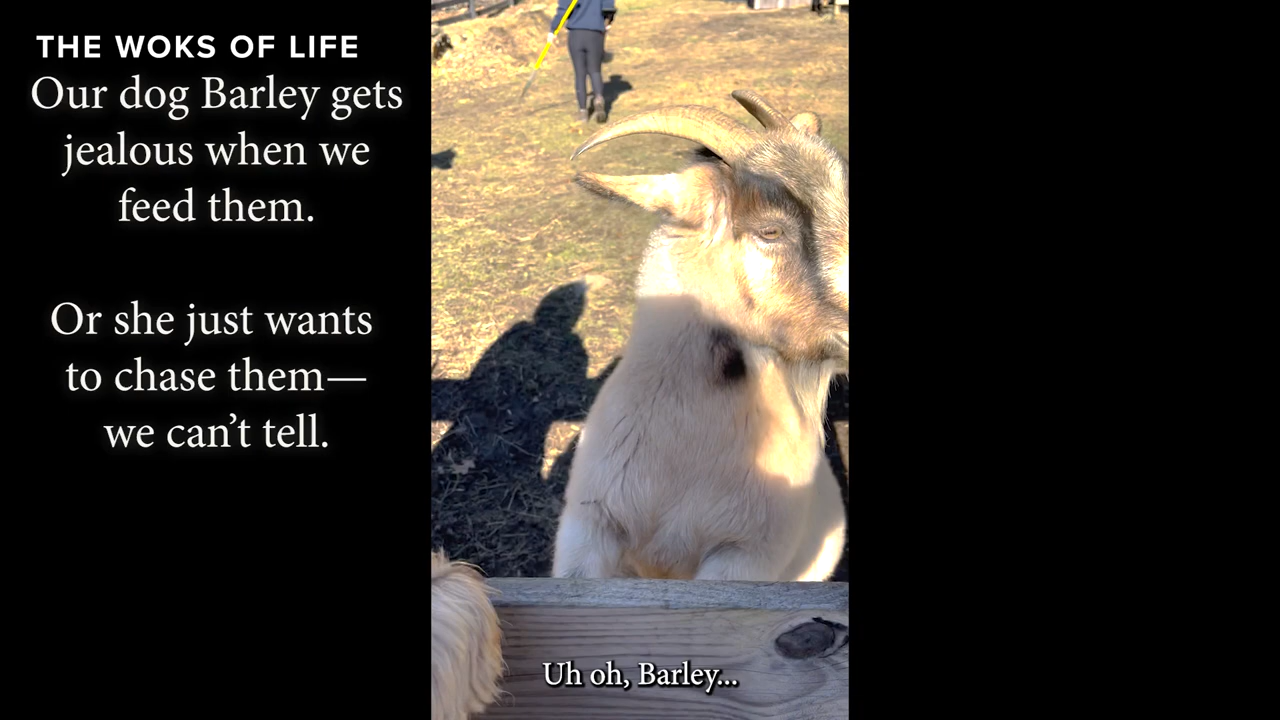 THE WOKS OF LIFE
Our dog Barley gets
jealous when we
feed them.
Or she just wants
to chase them—
we can’t tell.
Uh oh, Barley...